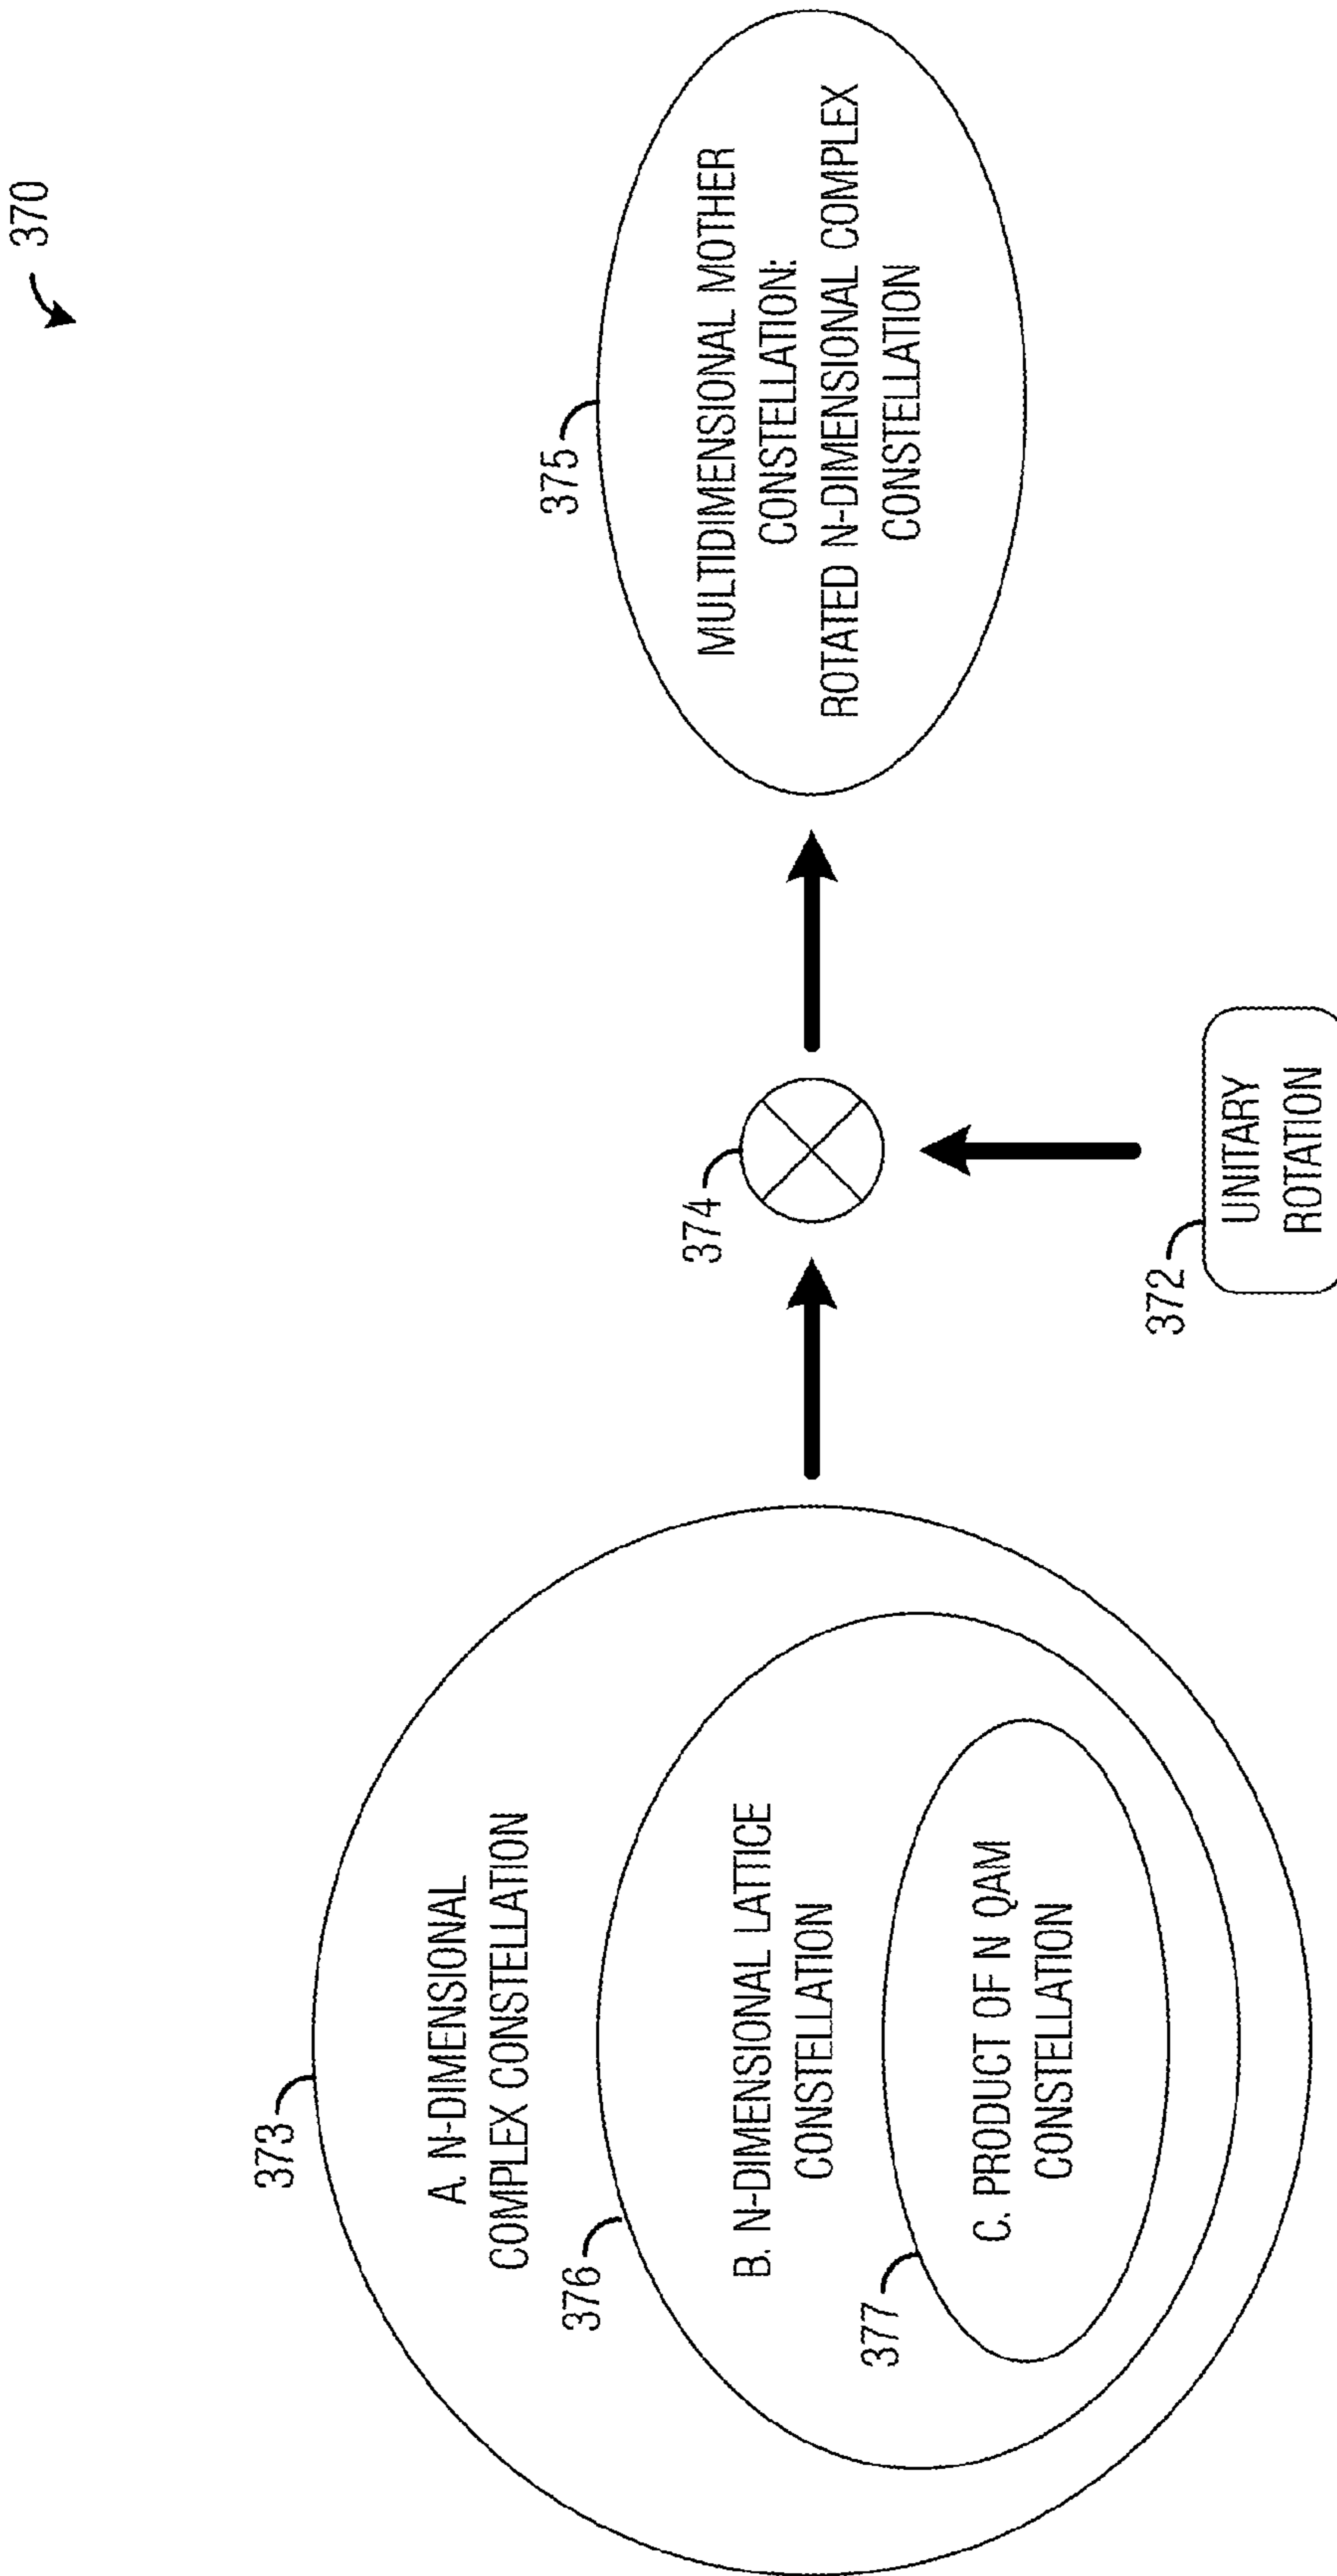 370
373
A. N-DIMENSIONAL
COMPLEX CONSTELLATION
376
B. N-DIMENSIONAL LATTICE
CONSTELLATION
377
C. PRODUCT OF N QAM
CONSTELLATION
374
372
UNITARY
ROTATION
375
MULTIDIMENSIONAL MOTHER
CONSTELLATION:
ROTATED N-DIMENSIONAL COMPLEX
CONSTELLATION